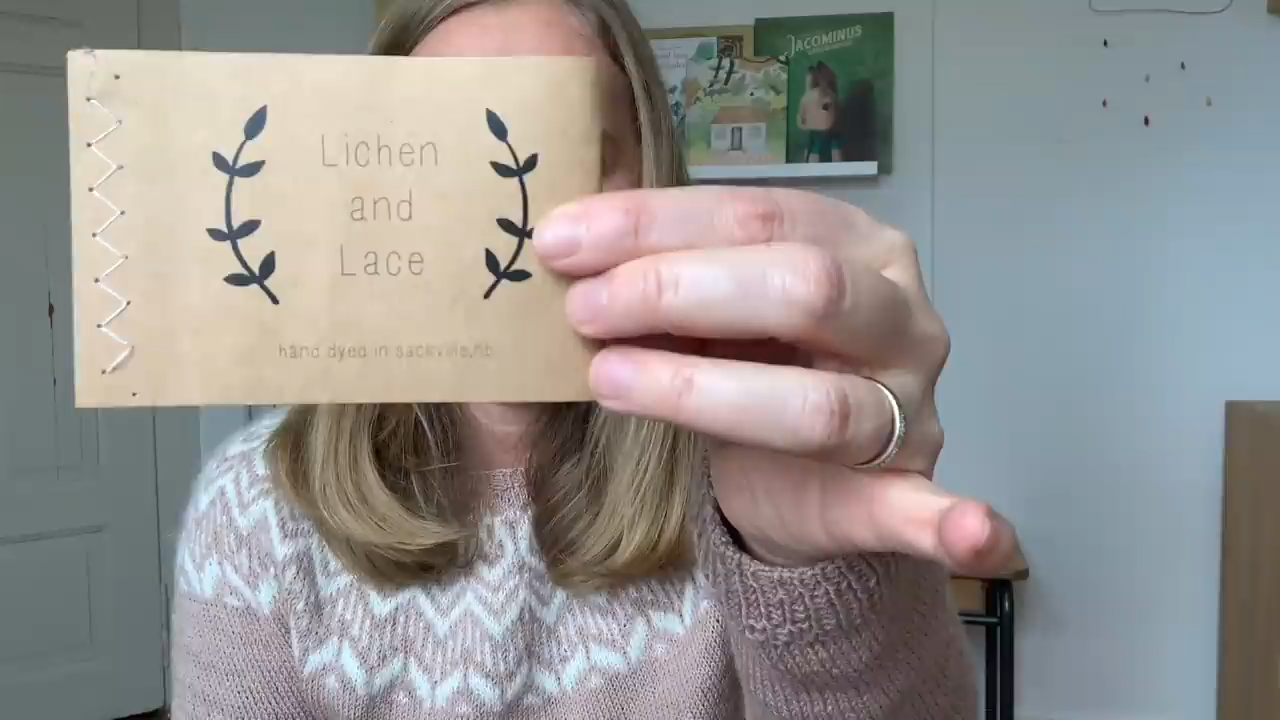 Lichen
and
Lace
hand dyed in sackville, nb
JACOMINUS